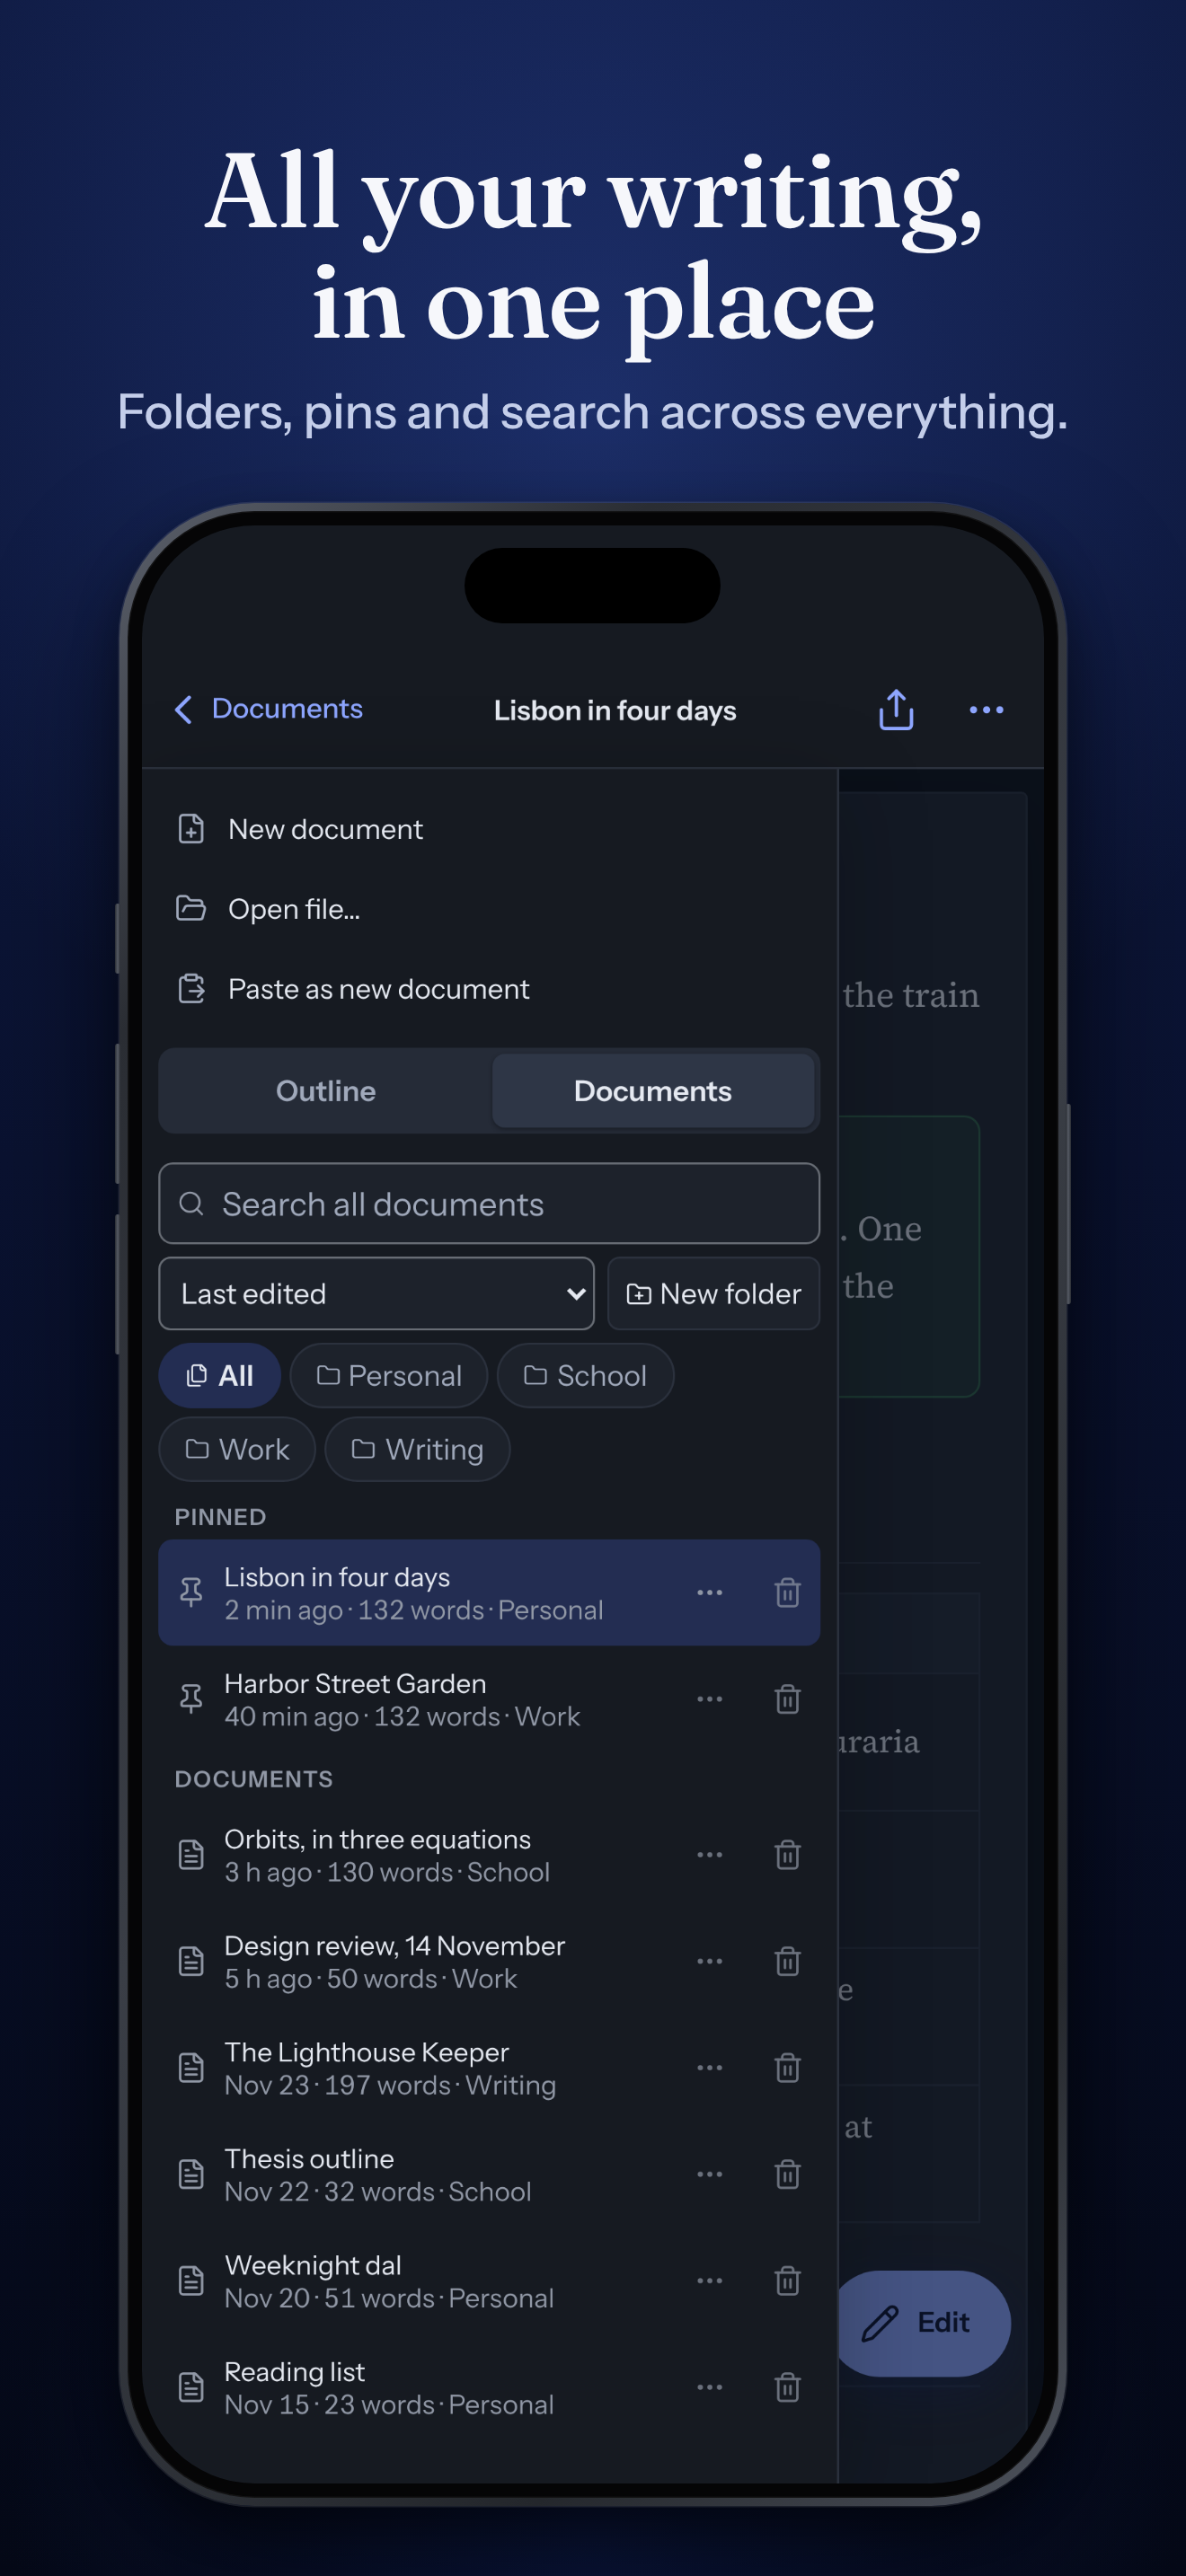 All your writing,
in one place
Folders, pins and search across everything.
Documents
Lisbon in four days
New document
Open file...
Paste as new document
the train
Outline
Documents
Search all documents
. One
the
Last edited
New folder
All
Personal
School
Work
Writing
PINNED
Lisbon in four days
2 min ago · 132 words · Personal
Harbor Street Garden
40 min ago · 132 words · Work
uraria
DOCUMENTS
Orbits, in three equations
3 h ago · 130 words · School
Design review, 14 November
5 h ago · 50 words · Work
e
The Lighthouse Keeper
Nov 23 · 197 words · Writing
at
Thesis outline
Nov 22 · 32 words · School
Weeknight dal
Nov 20 · 51 words · Personal
Edit
Reading list
Nov 15 · 23 words · Personal